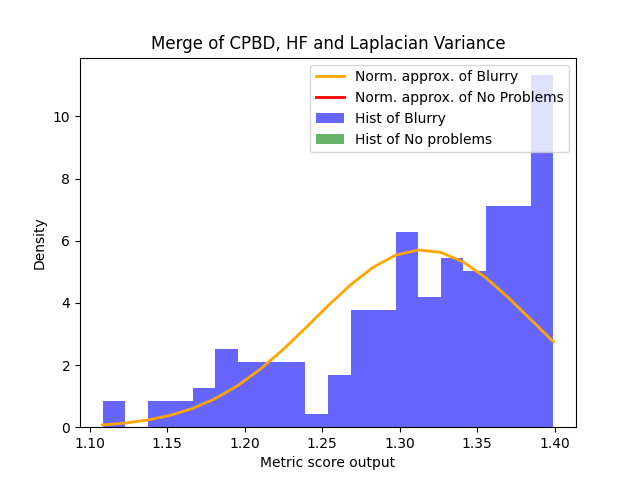 Merge of CPBD, HF and Laplacian Variance
Norm. approx. of Blurry
Norm. approx. of No Problems
Hist of Blurry
Hist of No problems
10
8
6
4
2
0
Density
1.10 1.15 1.20 1.25 1.30 1.35 1.40
Metric score output